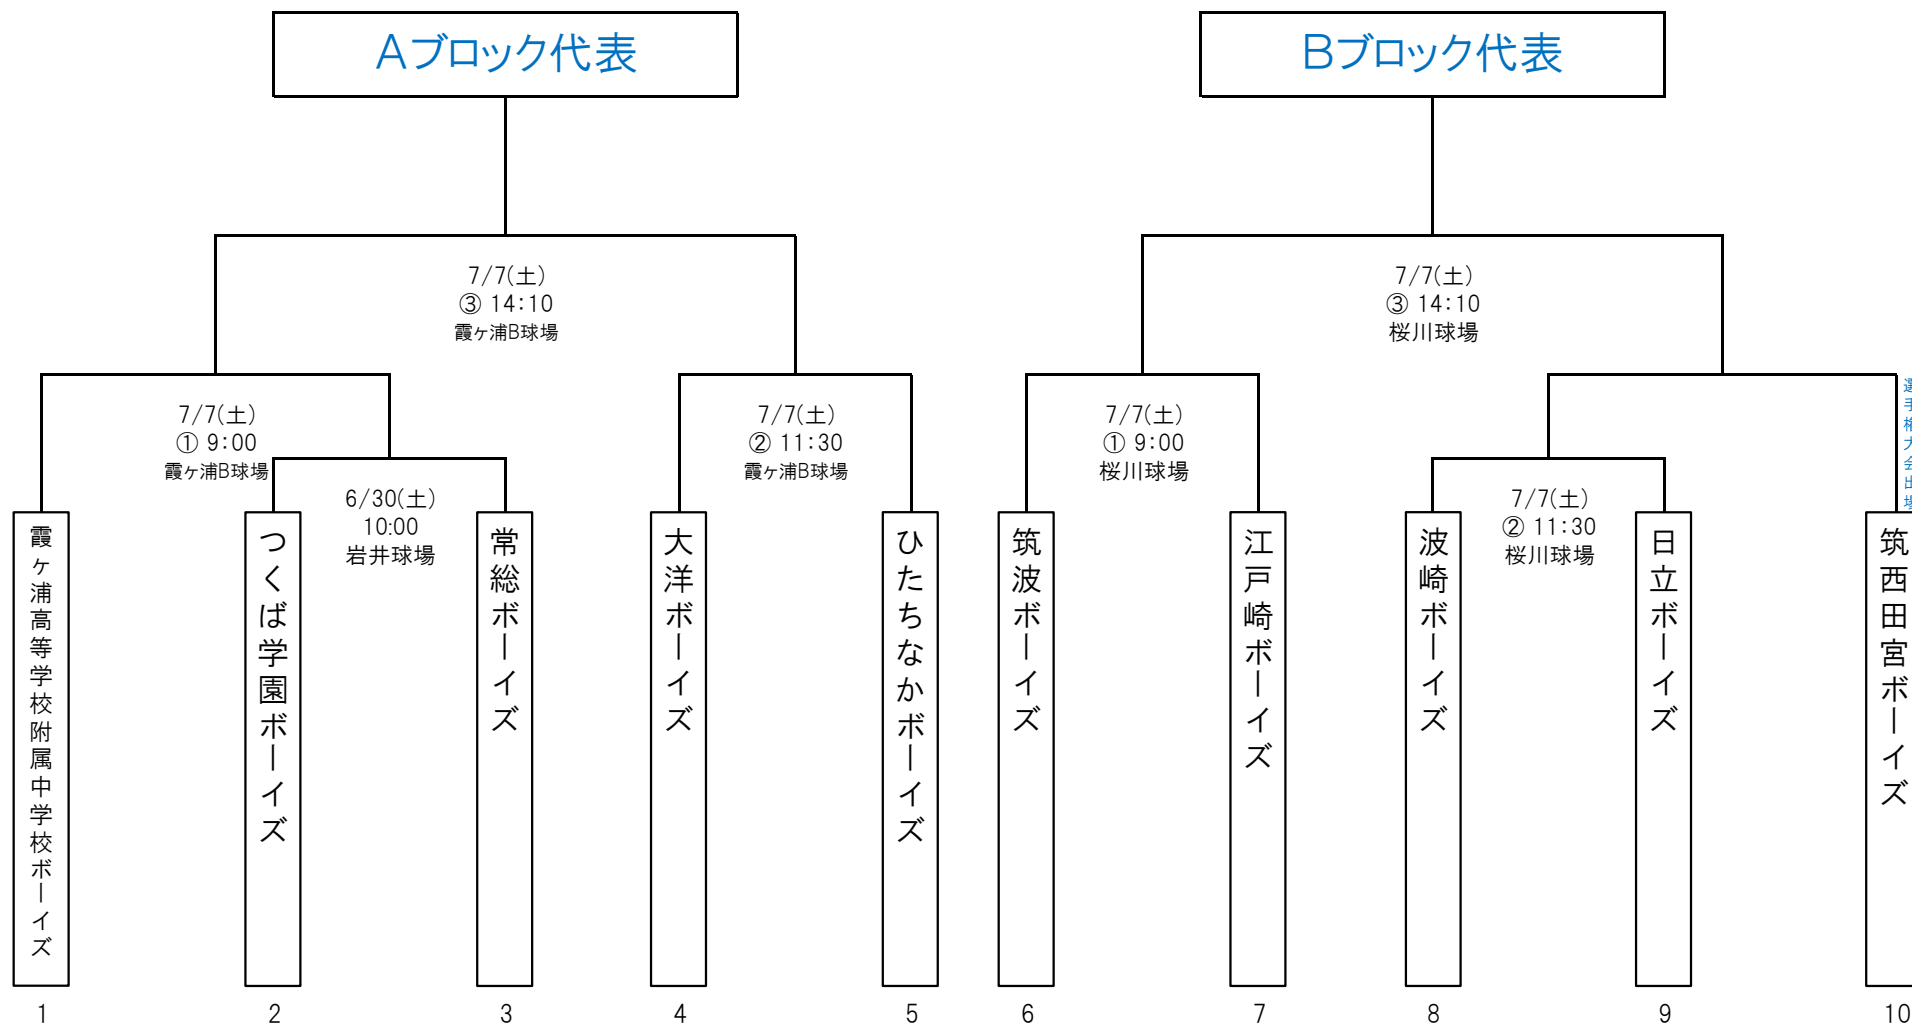 Aブロック代表
Bブロック代表
7/7(土)
③ 14:10
霞ヶ浦B球場
7/7(土)
③ 14:10
桜川球場
7/7(土)
① 9:00
霞ヶ浦B球場
7/7(土)
② 11:30
霞ヶ浦B球場
7/7(土)
① 9:00
桜川球場
選手権大会出場
6/30(土)
10:00
岩井球場
7/7(土)
② 11:30
桜川球場
霞ヶ浦高等学校附属中学校ボーイズ
つくば学園ボーイズ
常総ボーイズ
大洋ボーイズ
ひたちなかボーイズ
筑波ボーイズ
江戸崎ボーイズ
波崎ボーイズ
日立ボーイズ
筑西田宮ボーイズ
1
2
3
4
5
6
7
8
9
10